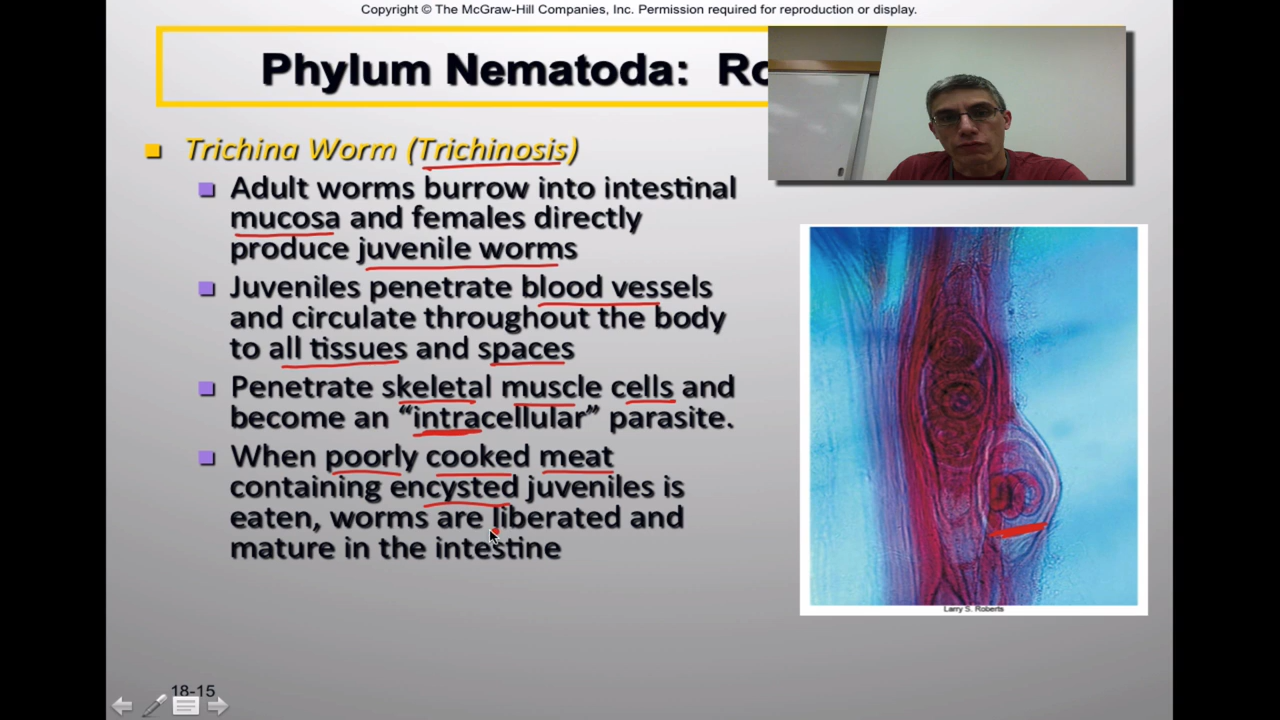 Copyright © The McGraw-Hill Companies, Inc. Permission required for reproduction or display.
Phylum Nematoda:
Trichina Worm (Trichinosis)
Adult worms burrow into intestinal
mucosa and females directly
produce juvenile worms
Juveniles penetrate blood vessels
and circulate throughout the body
to all tissues and spaces
Penetrate skeletal muscle cells and
become an “intracellular” parasite.
When poorly cooked meat
containing encysted juveniles is
eaten, worms are liberated and
mature in the intestine
Larry S. Roberts
18-15